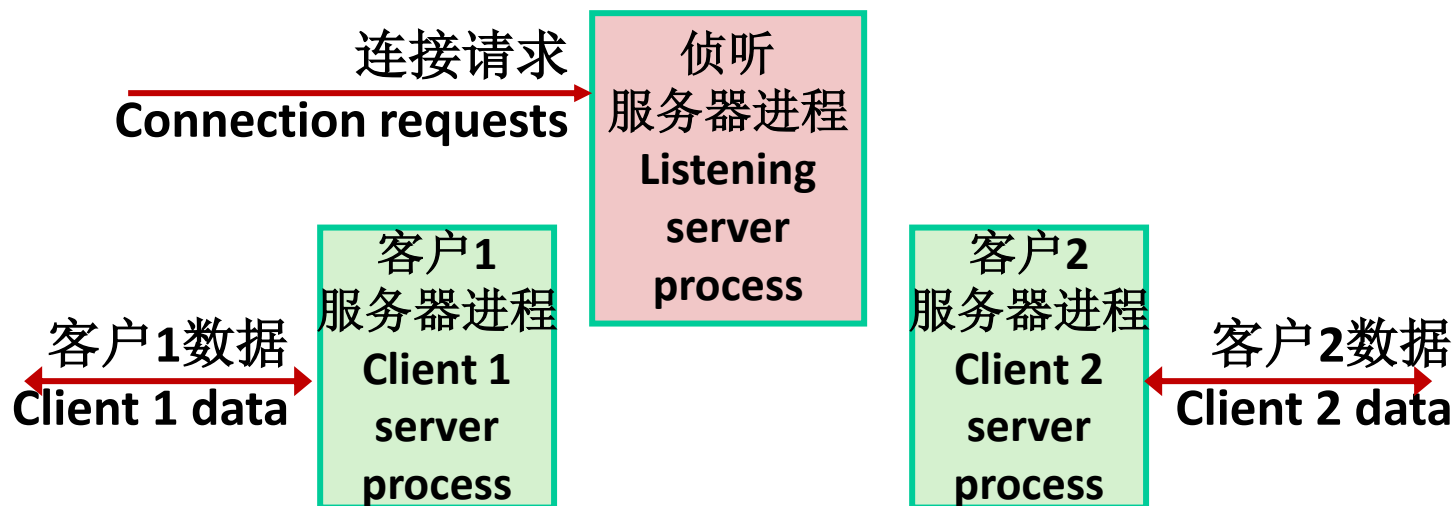 连接请求
Connection requests
侦听
服务器进程
Listening
server
process
客户1
服务器进程
Client 1
server
process
客户1数据
Client 1 data
客户2
服务器进程
Client 2
server
process
客户2数据
Client 2 data